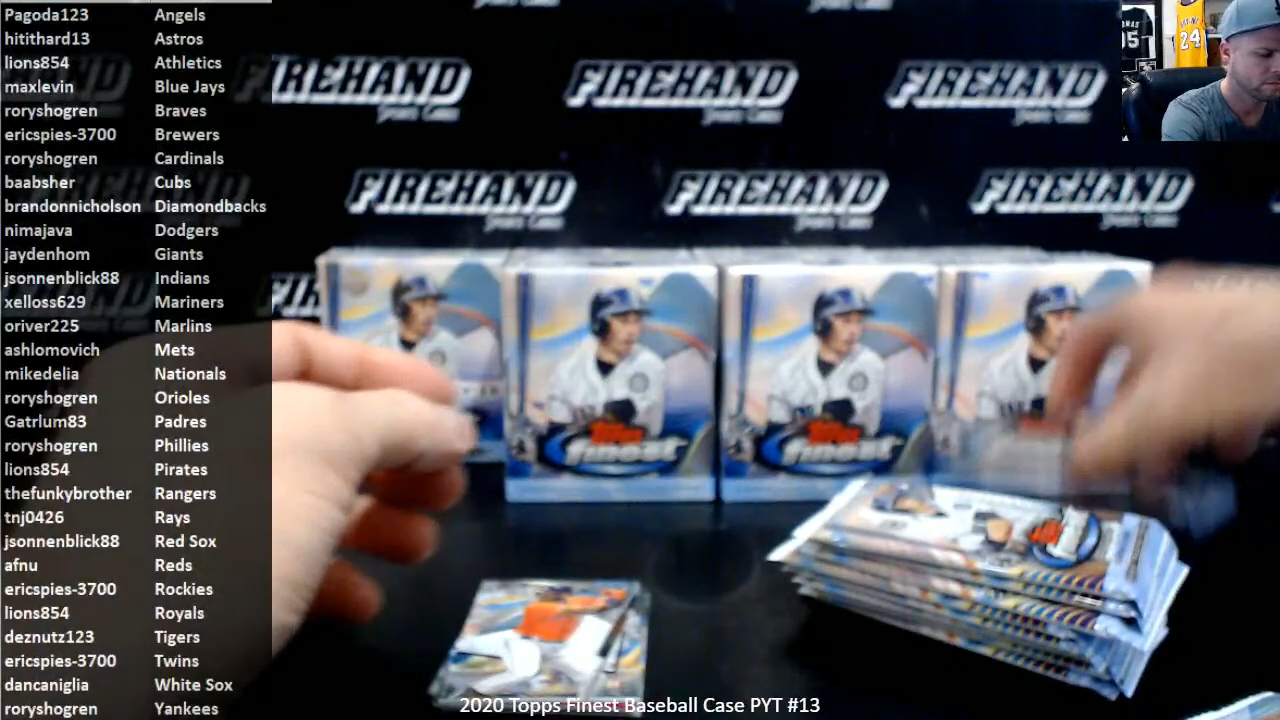 Pagoda123 Angels
hitithard13 Astros
lions854 Athletics
maxlevin Blue Jays
roryshogren Braves
ericspies-3700 Brewers
roryshogren Cardinals
baabsher Cubs
brandonnicholson Diamondbacks
nimajava Dodgers
jaydenhom Giants
jsonnenblick88 Indians
xelloss629 Mariners
oriver225 Marlins
ashlomovich Mets
mikedelia Nationals
roryshogren Orioles
Gatrlum83 Padres
roryshogren Phillies
lions854 Pirates
thefunkybrother Rangers
tnj0426 Rays
jsonnenblick88 Red Sox
afnu Reds
ericspies-3700 Rockies
lions854 Royals
deznutz123 Tigers
ericspies-3700 Twins
dancaniglia White Sox
roryshogren Yankees
FIREHAND
FIREHAND
FIREHAND
FIREHAND
FIREHAND
FIREHAND
24
Topps finest
Topps finest
2020 Topps Finest Baseball Case PYT #13